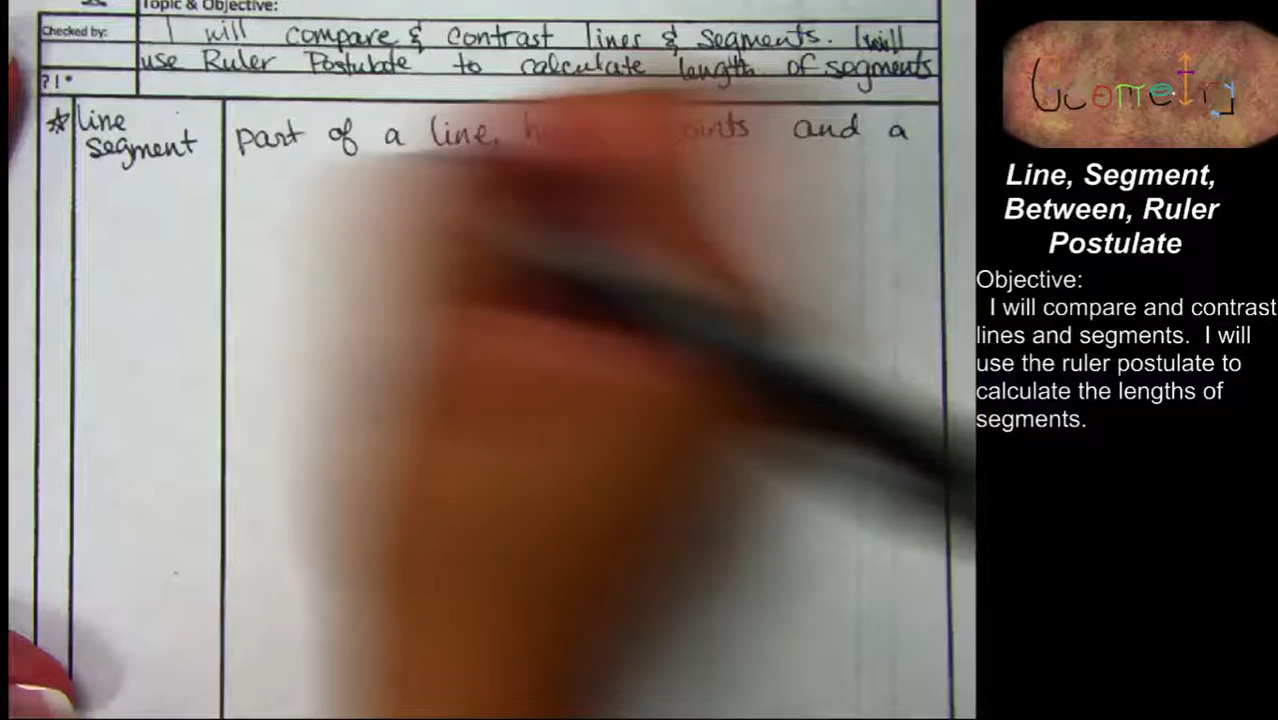 Topic & Objective:
Checked by:
I will compare & contrast lines & segments. I will
use Ruler Postulate to calculate length of segments
? ! *
☆ line
segment
part of a line, and a
Geometry
Line, Segment,
Between, Ruler
Postulate
Objective:
I will compare and contrast
lines and segments. I will
use the ruler postulate to
calculate the lengths of
segments.